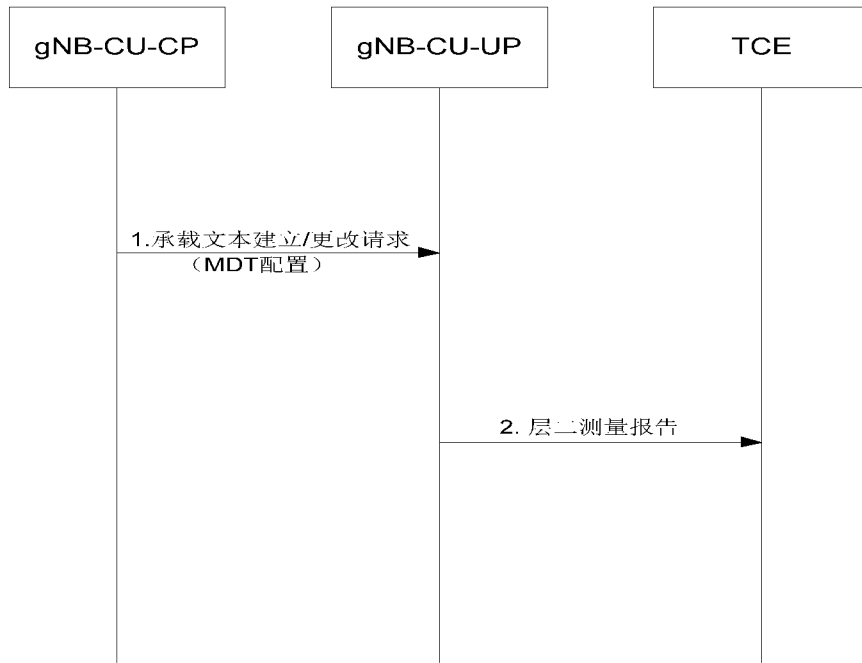 gNB-CU-CP
gNB-CU-UP
TCE
1.承载文本建立/更改请求
（MDT配置）
2. 层二测量报告